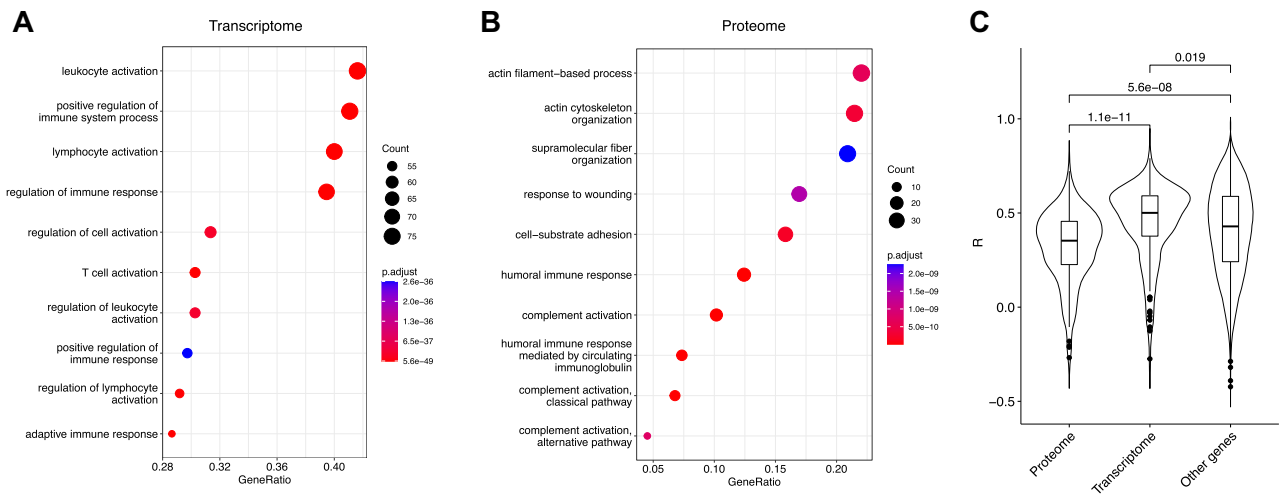 A
Transcriptome
leukocyte activation
positive regulation of
immune system process
lymphocyte activation
regulation of immune response
regulation of cell activation
T cell activation
regulation of leukocyte
activation
positive regulation of
immune response
regulation of lymphocyte
activation
adaptive immune response
0.28
0.32
0.36
0.40
GeneRatio
Count
55
60
65
70
75
p.adjust
2.6e−36
2.0e−36
1.3e−36
6.5e−37
5.6e−49
B
Proteome
actin filament−based process
actin cytoskeleton
organization
supramolecular fiber
organization
response to wounding
cell−substrate adhesion
humoral immune response
complement activation
humoral immune response
mediated by circulating
immunoglobulin
complement activation,
classical pathway
complement activation,
alternative pathway
0.05
0.10
0.15
0.20
GeneRatio
Count
10
20
30
p.adjust
2.0e−09
1.5e−09
1.0e−09
5.0e−10
C
0.019
5.6e−08
1.1e−11
R
1.0
0.5
0.0
−0.5
Proteome
Transcriptome
Other genes